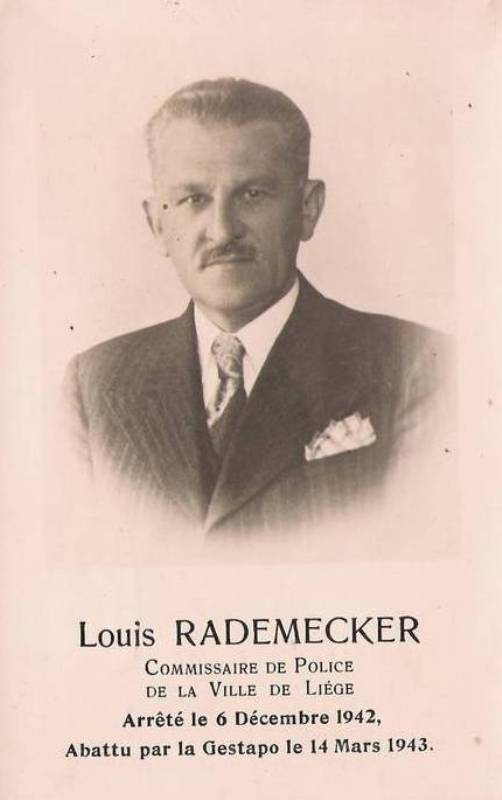 Louis RADEMECKER
COMMISSAIRE DE POLICE
DE LA VILLE DE LIÉGE
Arrêté le 6 Décembre 1942,
Abattu par la Gestapo le 14 Mars 1943.